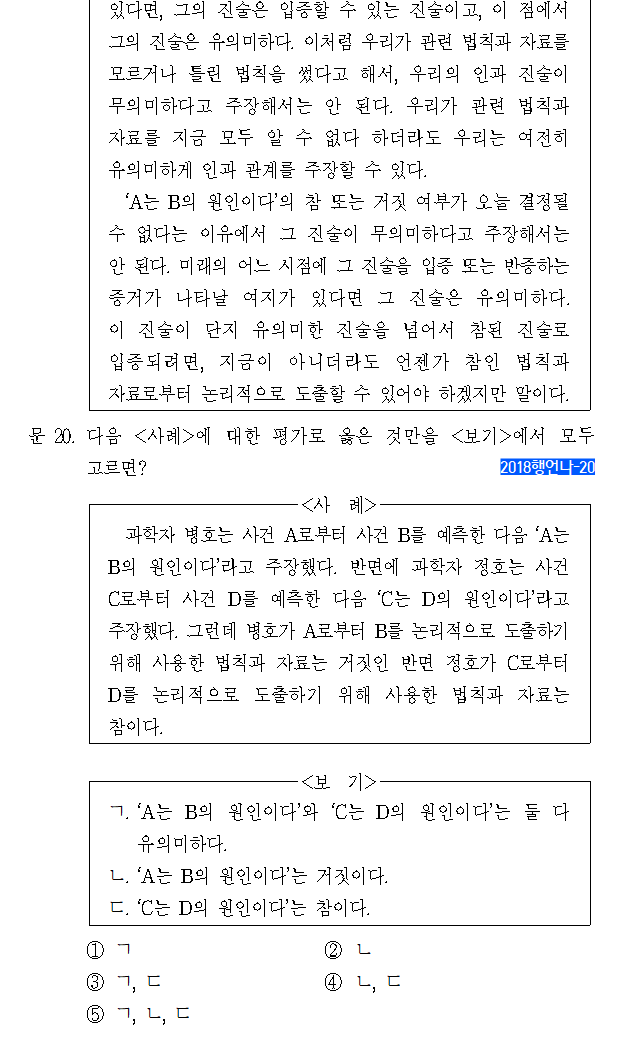 있다면, 그의 진술은 입증할 수 있는 진술이고, 이 점에서
그의 진술은 유의미하다. 이처럼 우리가 관련 법칙과 자료를
모르거나 틀린 법칙을 썼다고 해서, 우리의 인과 진술이
무의미하다고 주장해서는 안 된다. 우리가 관련 법칙과
자료를 지금 모두 알 수 없다 하더라도 우리는 여전히
유의미하게 인과 관계를 주장할 수 있다.
‘A는 B의 원인이다’의 참 또는 거짓 여부가 오늘 결정될
수 없다는 이유에서 그 진술이 무의미하다고 주장해서는
안 된다. 미래의 어느 시점에 그 진술을 입증 또는 반증하는
증거가 나타날 여지가 있다면 그 진술은 유의미하다.
이 진술이 단지 유의미한 진술을 넘어서 참된 진술로
입증되려면, 지금이 아니더라도 언젠가 참인 법칙과
자료로부터 논리적으로 도출할 수 있어야 하겠지만 말이다.
문 20. 다음 <사례>에 대한 평가로 옳은 것만을 <보기>에서 모두
고르면? 2018행언나-20
<사 례>
과학자 병호는 사건 A로부터 사건 B를 예측한 다음 ‘A는
B의 원인이다’라고 주장했다. 반면에 과학자 정호는 사건
C로부터 사건 D를 예측한 다음 ‘C는 D의 원인이다’라고
주장했다. 그런데 병호가 A로부터 B를 논리적으로 도출하기
위해 사용한 법칙과 자료는 거짓인 반면 정호가 C로부터
D를 논리적으로 도출하기 위해 사용한 법칙과 자료는
참이다.
<보 기>
ㄱ. ‘A는 B의 원인이다’와 ‘C는 D의 원인이다’는 둘 다
유의미하다.
ㄴ. ‘A는 B의 원인이다’는 거짓이다.
ㄷ. ‘C는 D의 원인이다’는 참이다.
① ㄱ ② ㄴ
③ ㄱ, ㄷ ④ ㄴ, ㄷ
⑤ ㄱ, ㄴ, ㄷ